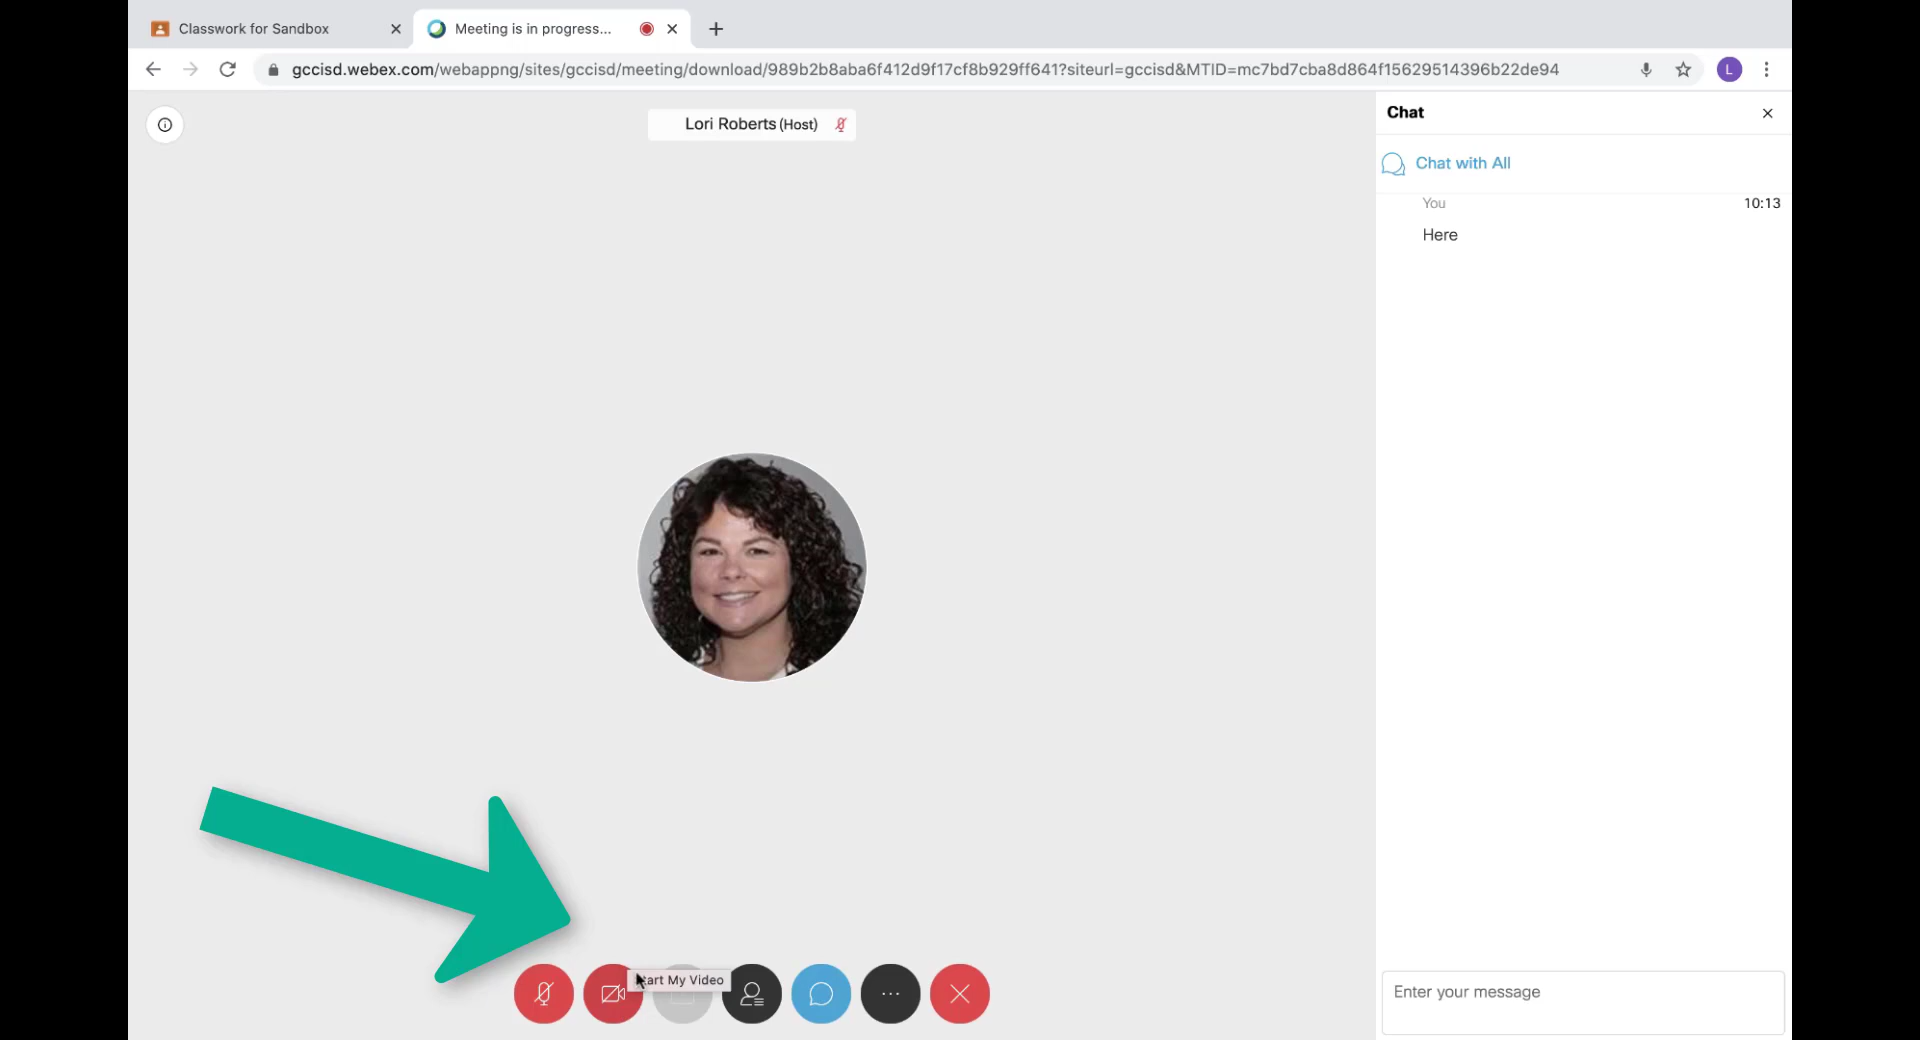 Classwork for Sandbox
Meeting is in progress...
gccisd.webex.com/webappng/sites/gccisd/meeting/download/989b2b8aba6f412d9f17cf8b929ff641?siteurl=gccisd&MTID=mc7bd7cba8d864f15629514396b22de94
L
Lori Roberts (Host)
Chat
Chat with All
You 10:13
Here
tart My Video
Enter your message